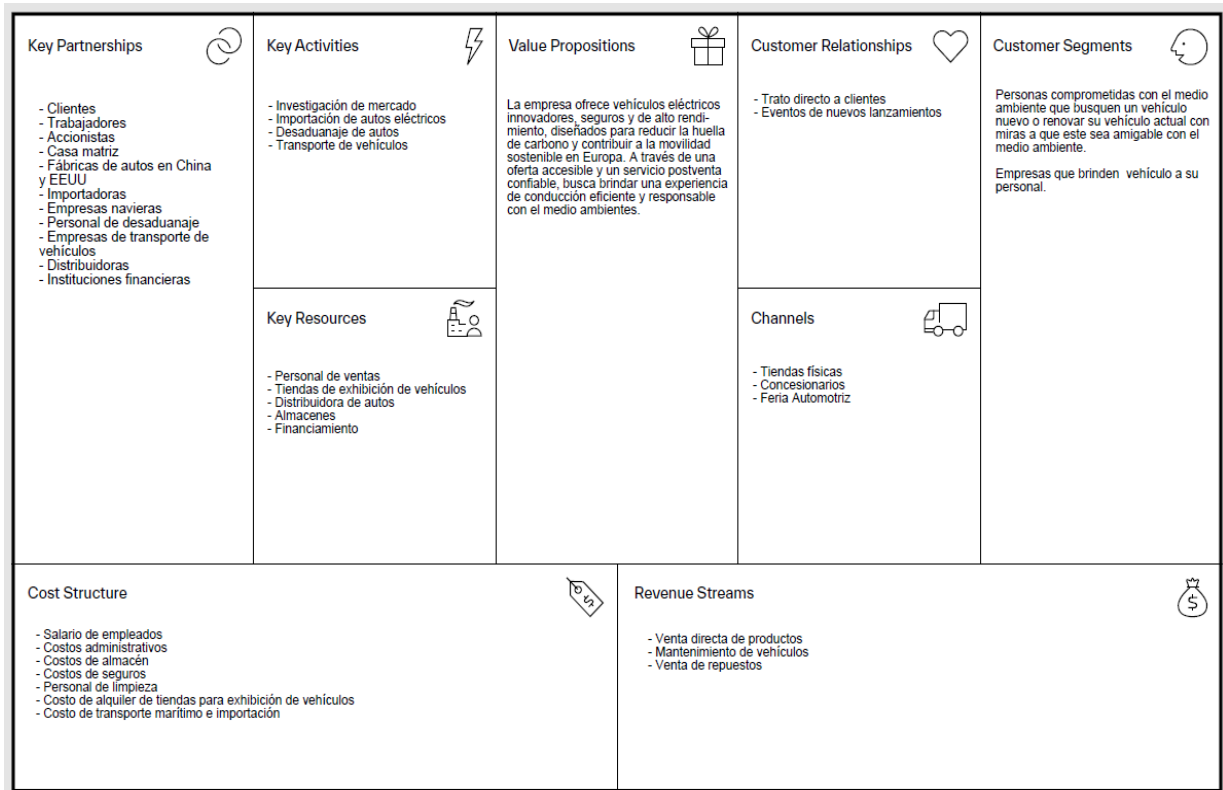 Key Partnerships
- Clientes
- Trabajadores
- Accionistas
- Casa matriz
- Fábricas de autos en China
y EEUU
- Importadoras
- Empresas navieras
- Personal de desaduanaje
- Empresas de transporte de
vehículos
- Distribuidoras
- Instituciones financieras
Key Activities
- Investigación de mercado
- Importación de autos eléctricos
- Desaduanaje de autos
- Transporte de vehículos
Key Resources
- Personal de ventas
- Tiendas de exhibición de vehículos
- Distribuidora de autos
- Almacenes
- Financiamiento
Value Propositions
La empresa ofrece vehículos eléctricos
innovadores, seguros y de alto rendi-
miento, diseñados para reducir la huella
de carbono y contribuir a la movilidad
sostenible en Europa. A través de una
oferta accesible y un servicio postventa
confiable, busca brindar una experiencia
de conducción eficiente y responsable
con el medio ambientes.
Customer Relationships
- Trato directo a clientes
- Eventos de nuevos lanzamientos
Channels
- Tiendas físicas
- Concesionarios
- Feria Automotriz
Customer Segments
Personas comprometidas con el medio
ambiente que busquen un vehículo
nuevo o renovar su vehículo actual con
miras a que este sea amigable con el
medio ambiente.
Empresas que brinden vehículo a su
personal.
Cost Structure
- Salario de empleados
- Costos administrativos
- Costos de almacén
- Costos de seguros
- Personal de limpieza
- Costo de alquiler de tiendas para exhibición de vehículos
- Costo de transporte marítimo e importación
Revenue Streams
- Venta directa de productos
- Mantenimiento de vehículos
- Venta de repuestos